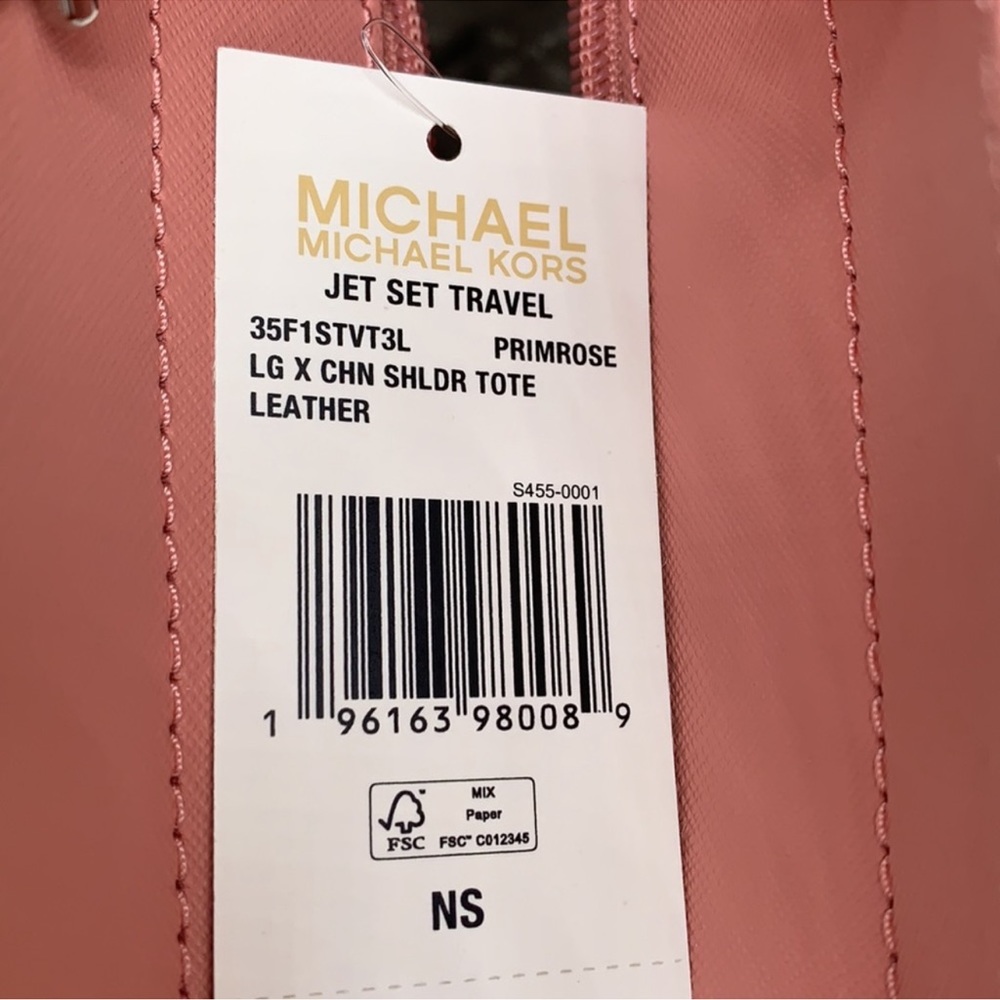 MICHAEL
MICHAEL KORS
JET SET TRAVEL
35F1STVT3L PRIMROSE
LG X CHN SHLDR TOTE
LEATHER
S455-0001
1 96163 98008 9
MIX
Paper
FSC FSC™ C012345
NS